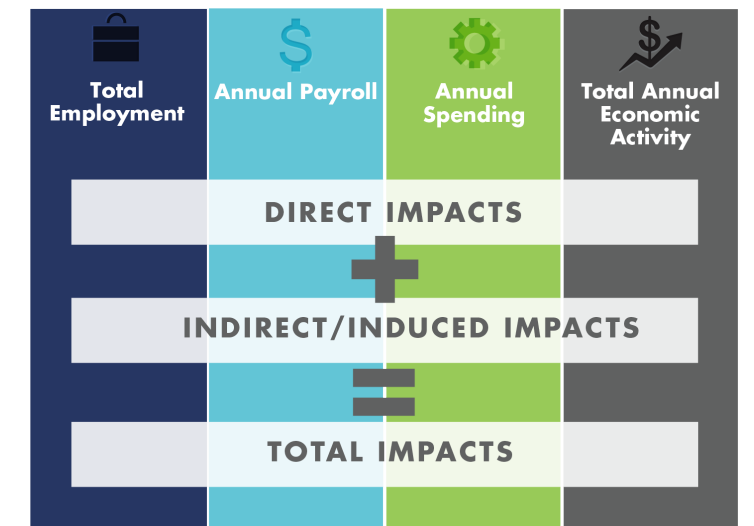 Total
Employment
Annual Payroll
Annual
Spending
Total Annual
Economic
Activity
DIRECT IMPACTS
+
INDIRECT/INDUCED IMPACTS
=
TOTAL IMPACTS